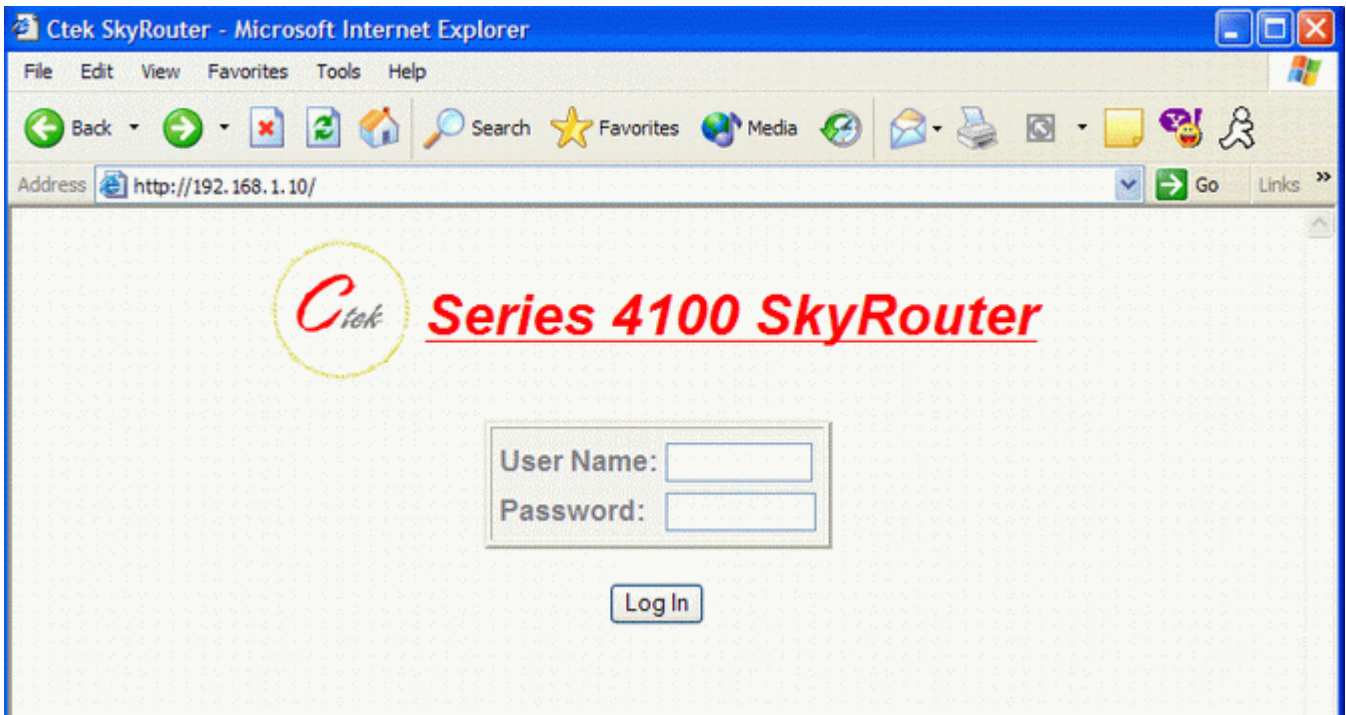 Ctek SkyRouter - Microsoft Internet Explorer
File Edit View Favorites Tools Help
Back Search Favorites Media
Address http://192.168.1.10/ Go Links »
Ctek Series 4100 SkyRouter
User Name:
Password:
Log In